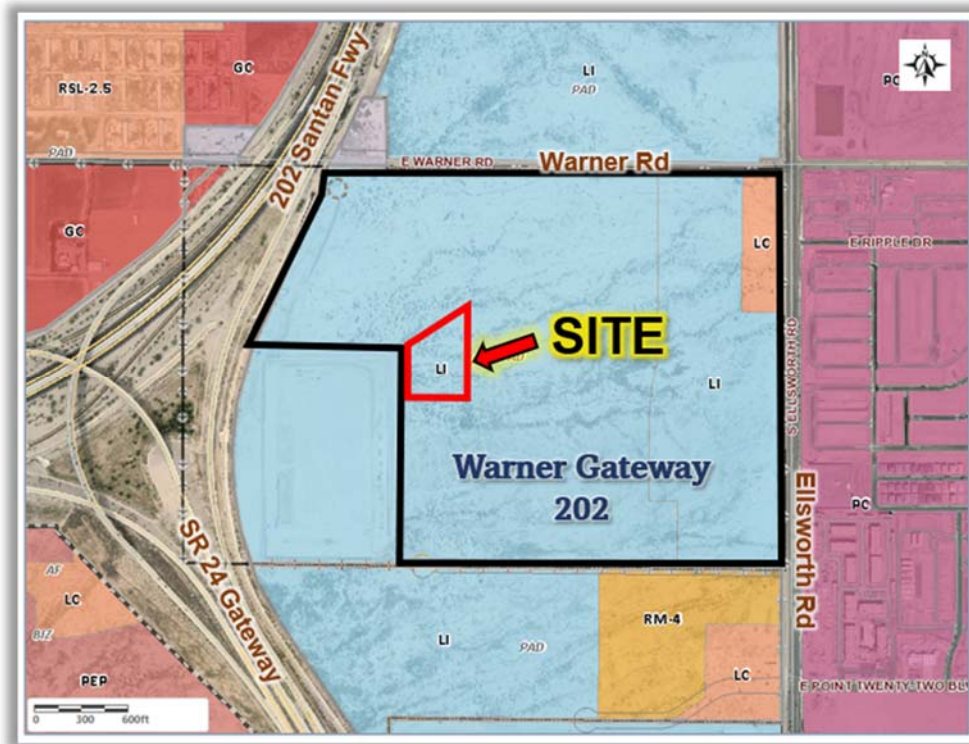 GC
LI
PAD
PC
RSL-2.5
202 Santan Fwy
PAD
E WARNER RD
Warner Rd
GC
LC
E RIPPLE DR
SITE
LI
LI
S ELLSWORTH RD
Warner Gateway
202
Ellsworth Rd
PC
SR 24 Gateway
AF
LC
BIZ
PEP
LI
PAD
RM-4
LC
E POINT TWENTY-TWO BLV
0 300 600ft